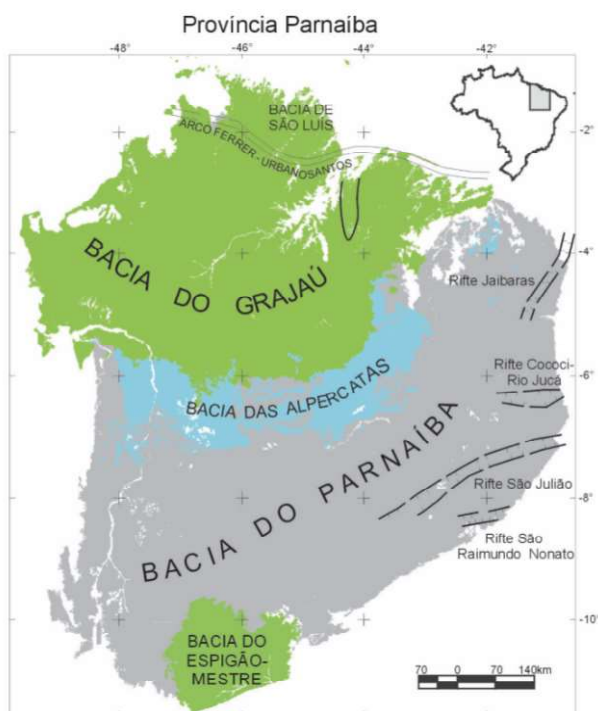 Província Parnaíba
-48°
-46°
-44°
-42°
BACIA DE
SÃO LUÍS
ARCO FERRER - URBANOSANTOS
-2°
BACIA DO GRAJAÚ
-4°
Rifte Jaibaras
Rifte Cococi-
Rio Jucá
-6°
BACIA DAS ALPERCATAS
BACIA DO PARNAÍBA
Rifte São Julião
-8°
Rifte São
Raimundo Nonato
-10°
BACIA DO
ESPIGÃO-
MESTRE
70 0 70 140km